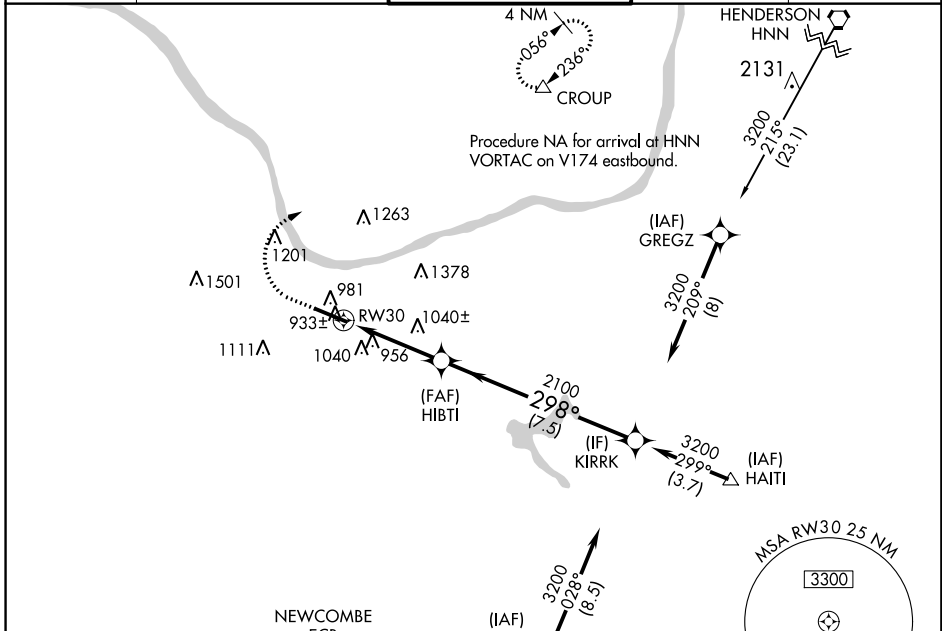 4 NM
056°
236°
CROUP
HENDERSON
HNN
2131
3200
215°
(23.1)
Procedure NA for arrival at HNN
VORTAC on V174 eastbound.
(IAF)
GREGZ
3200
209°
(8)
1263
1201
1501
1378
981
933±
RW30
1040±
1111
1040
956
(FAF)
HIBTI
2100
298°
(7.5)
(IF)
KIRRK
3200
299°
(3.7)
(IAF)
HAITI
MSA RW30 25 NM
3300
3200
028°
(8.5)
NEWCOMBE
ECB
(IAF)